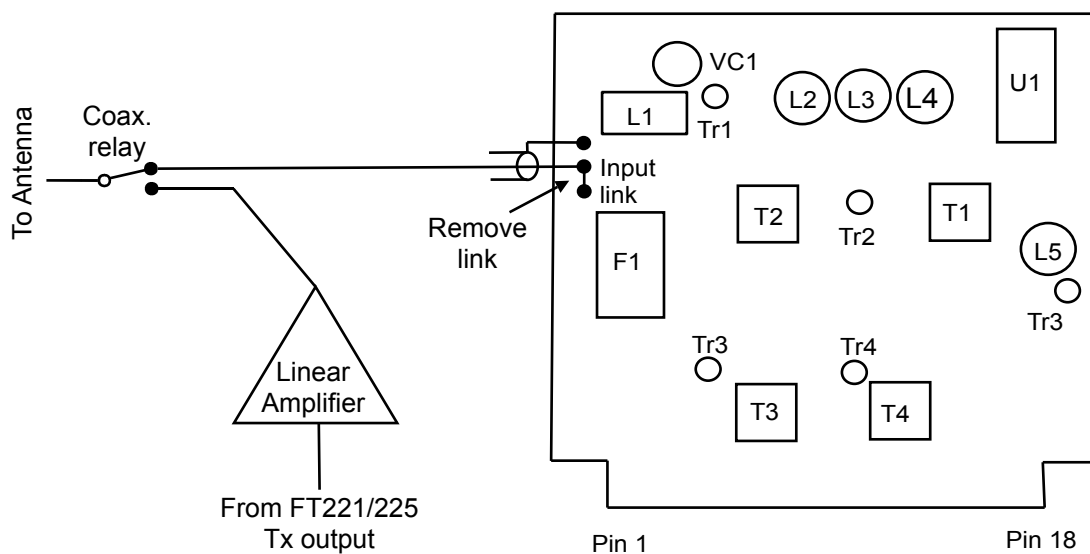 To Antenna
Coax.
relay
Remove
link
Input
link
Linear
Amplifier
From FT221/225
Tx output
VC1
L1
Tr1
L2
L3
L4
U1
T2
Tr2
T1
L5
Tr3
F1
Tr3
Tr4
T3
T4
Pin 1
Pin 18